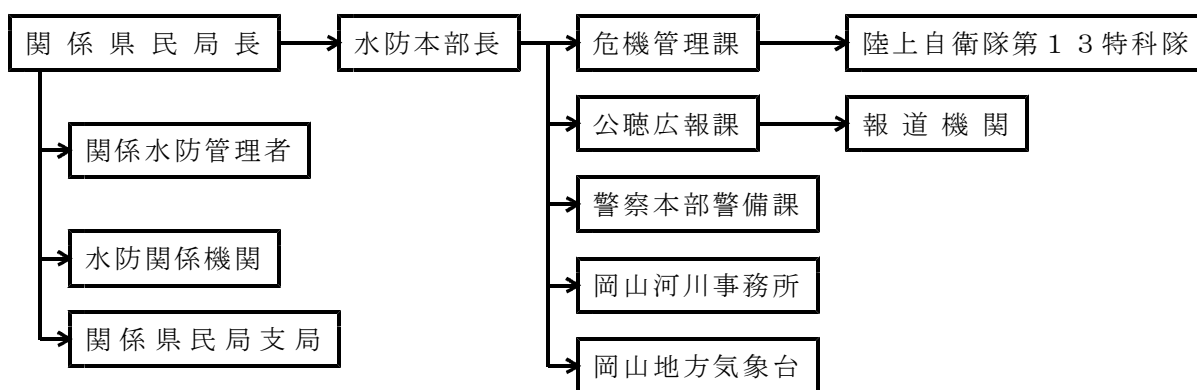 関係県民局長
水防本部長
危機管理課
陸上自衛隊第１３特科隊
公聴広報課
報道機関
関係水防管理者
警察本部警備課
水防関係機関
岡山河川事務所
関係県民局支局
岡山地方気象台